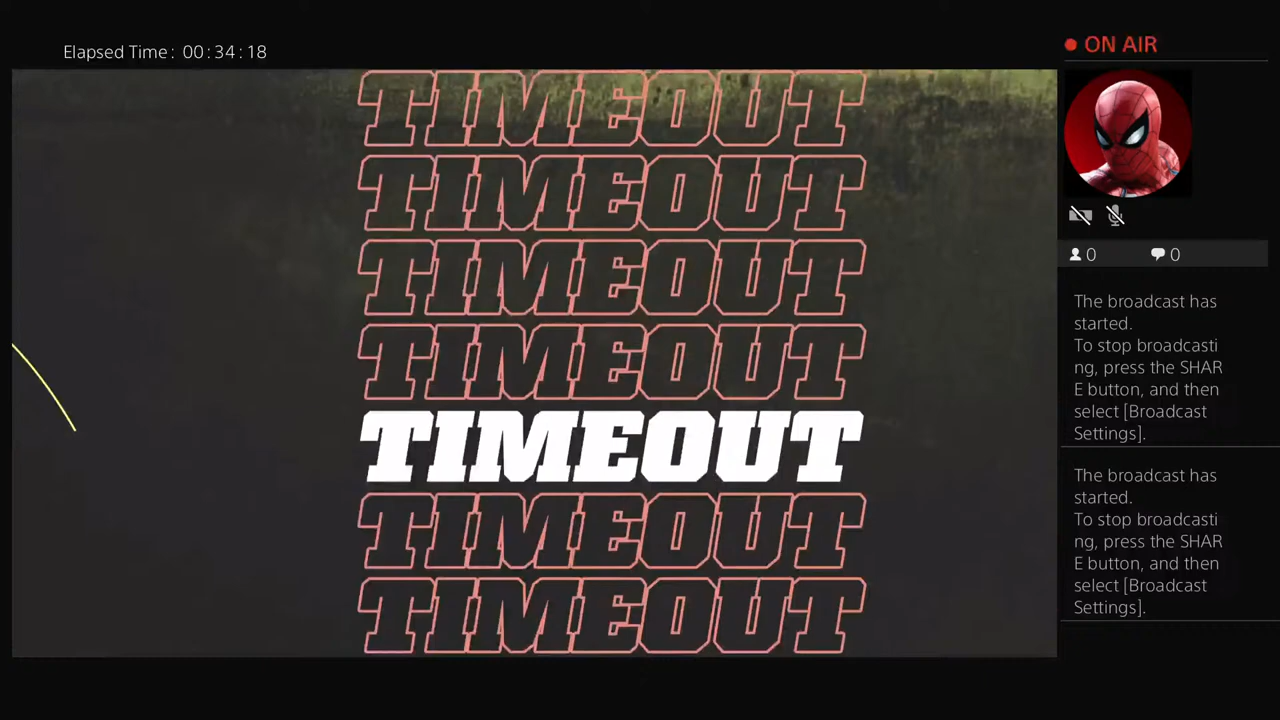 Elapsed Time: 00:34:18
ON AIR
TIMEOUT
TIMEOUT
TIMEOUT
TIMEOUT
TIMEOUT
TIMEOUT
TIMEOUT
0
0
The broadcast has
started.
To stop broadcasti
ng, press the SHAR
E button, and then
select [Broadcast
Settings].
The broadcast has
started.
To stop broadcasti
ng, press the SHAR
E button, and then
select [Broadcast
Settings].